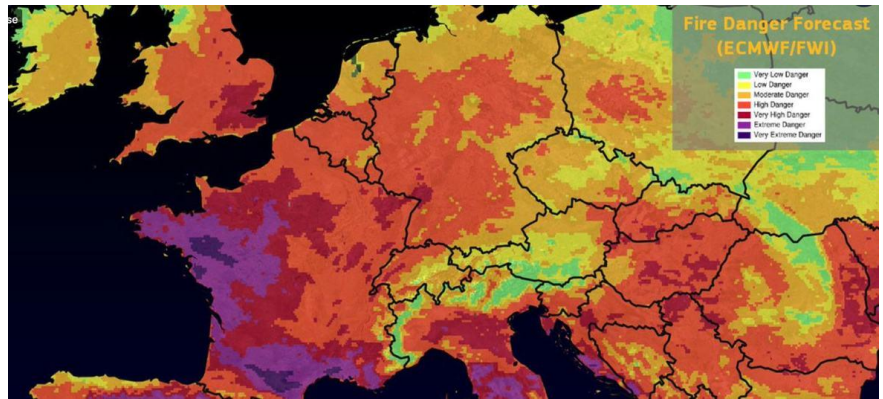 se
Fire Danger Forecast
(ECMWF/FWI)
Very Low Danger
Low Danger
Moderate Danger
High Danger
Very High Danger
Extreme Danger
Very Extreme Danger